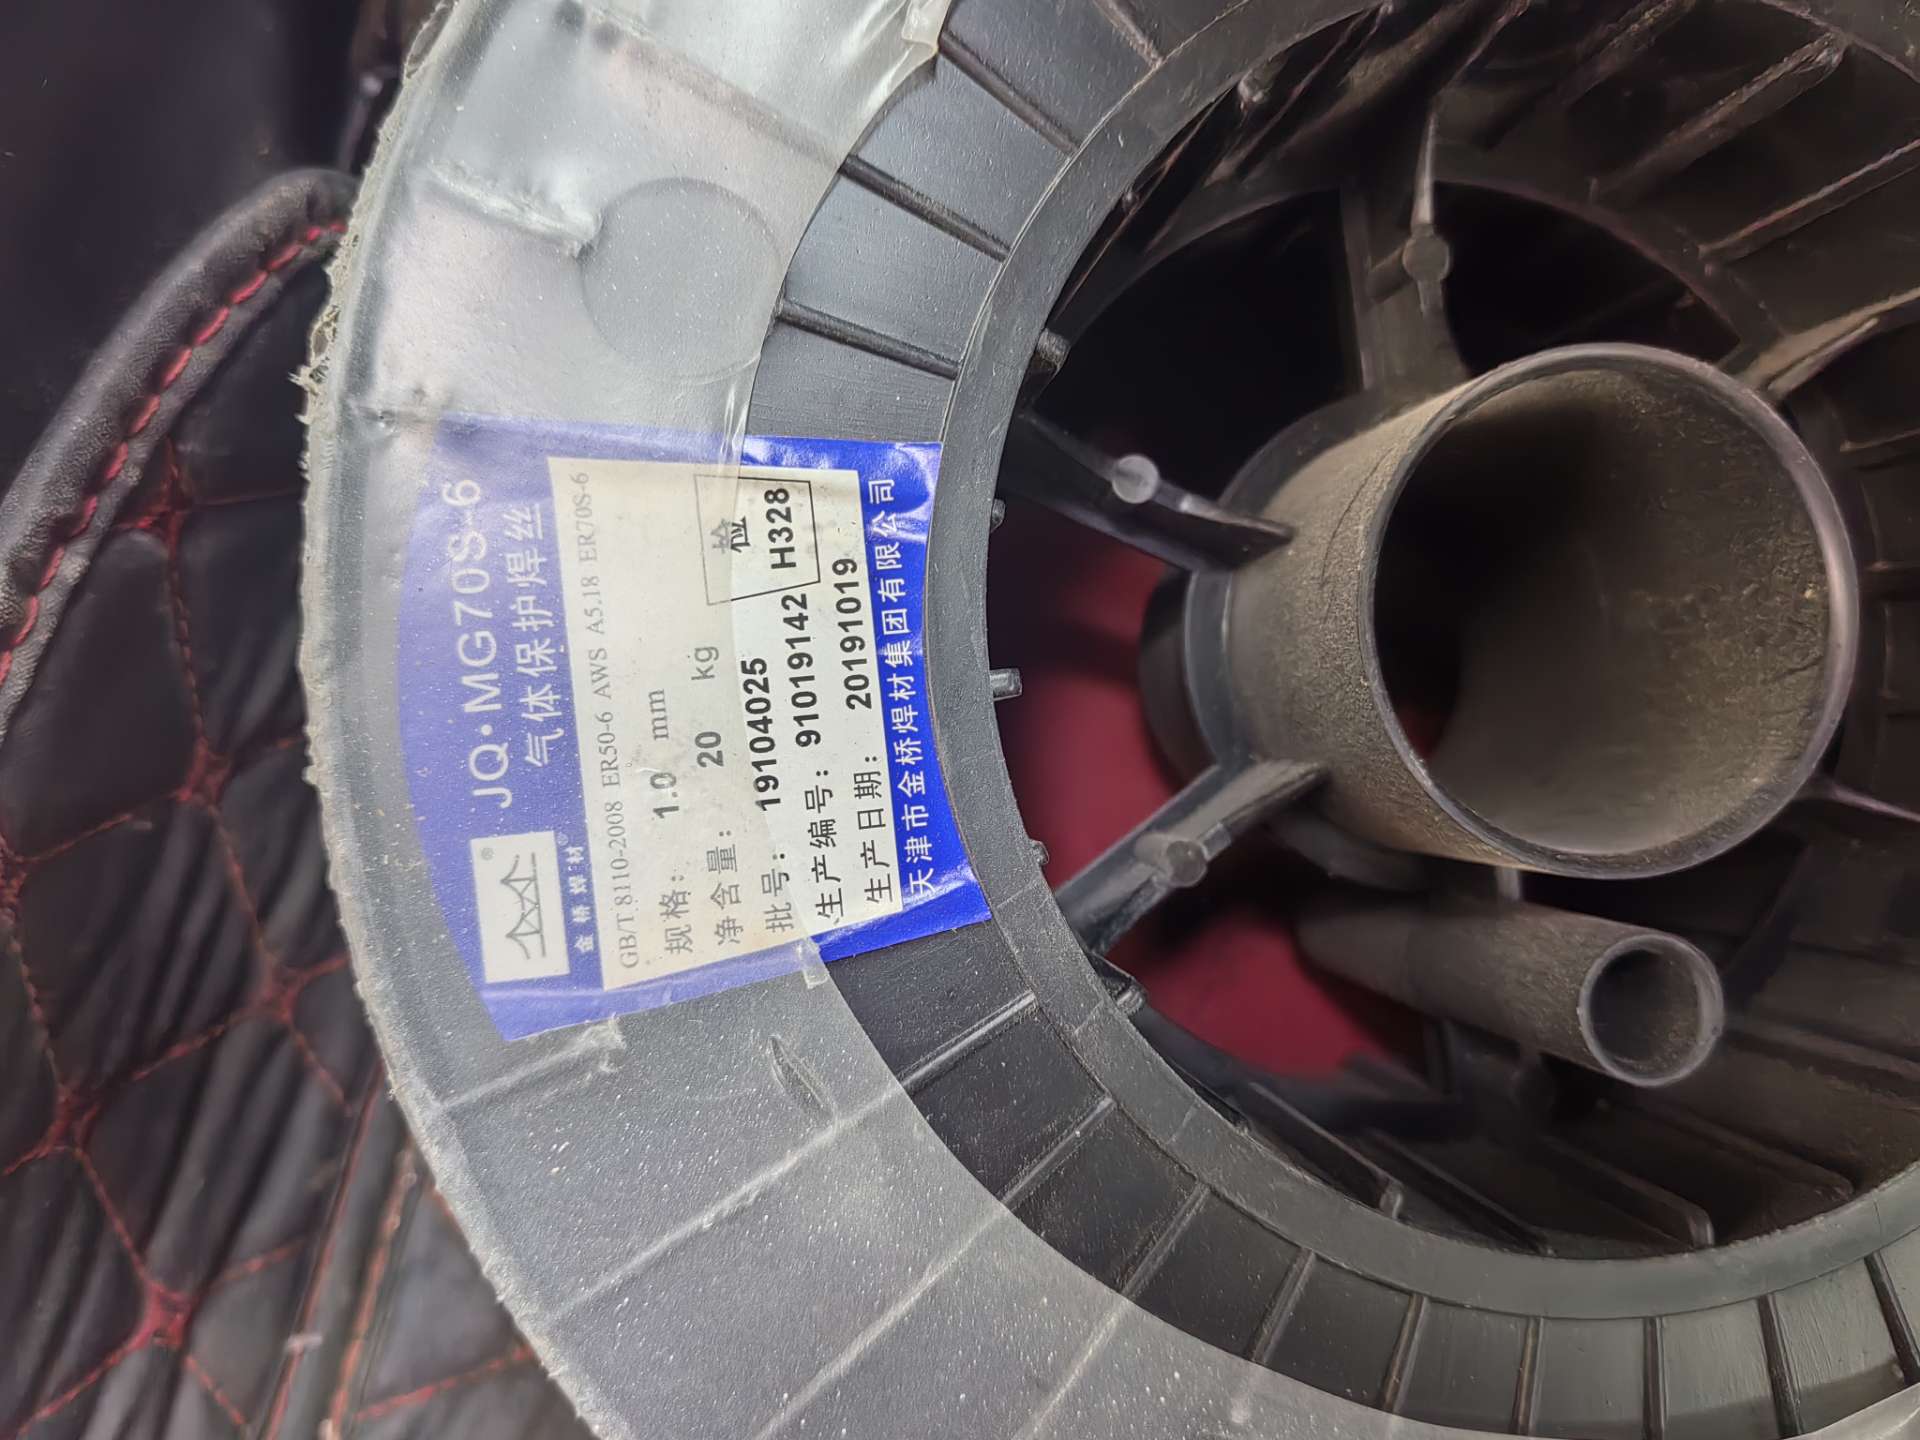 JQ·MG70S-6
气体保护焊丝
®
金桥焊材®
GB/T 8110-2008 ER50-6 AWS A5.18 ER70S-6
规格： 1.0 mm
净含量： 20 kg
检
批号： 19104025
生产编号： 91019142 H328
生产日期： 20191019
天津市金桥焊材集团有限公司